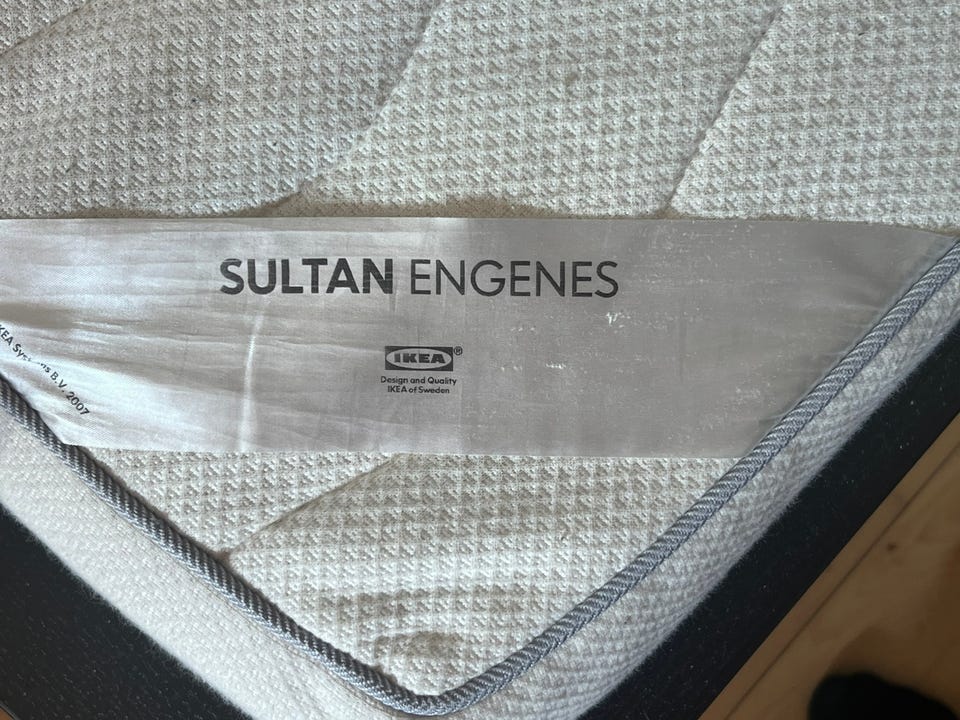 SULTAN ENGENES
IKEA®
Design and Quality
IKEA of Sweden
B.V. 2007